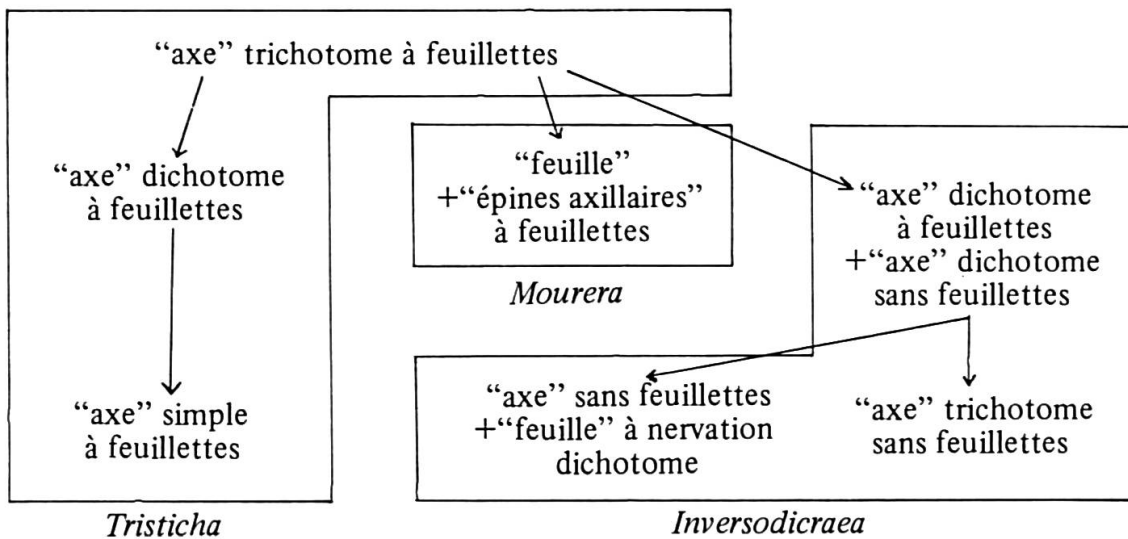 “axe” trichotome à feuillettes
“axe” dichotome
à feuillettes
“feuille”
+“épines axillaires”
à feuillettes
Mourera
“axe” dichotome
à feuillettes
+“axe” dichotome
sans feuillettes
“axe” simple
à feuillettes
“axe” sans feuillettes
+“feuille” à nervation
dichotome
“axe” trichotome
sans feuillettes
Tristicha
Inversodicraea